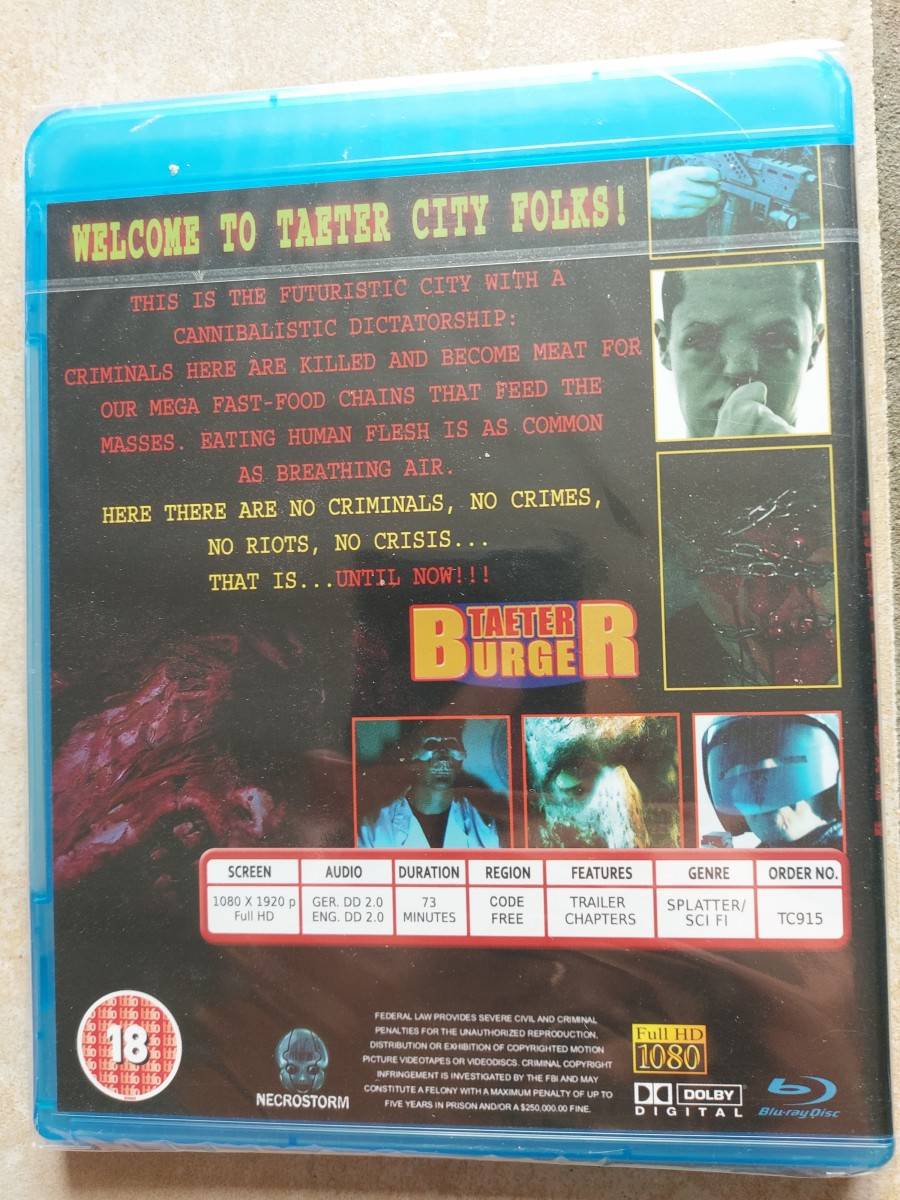 WELCOME TO TAETER CITY FOLKS!
THIS IS THE FUTURISTIC CITY WITH A
CANNIBALISTIC DICTATORSHIP:
CRIMINALS HERE ARE KILLED AND BECOME MEAT FOR
OUR MEGA FAST-FOOD CHAINS THAT FEED THE
MASSES. EATING HUMAN FLESH IS AS COMMON
AS BREATHING AIR.
HERE THERE ARE NO CRIMINALS, NO CRIMES,
NO RIOTS, NO CRISIS...
THAT IS...UNTIL NOW!!!
TAETER
BURGER
SCREEN AUDIO DURATION REGION FEATURES GENRE ORDER NO.
1080 X 1920 p GER. DD 2.0 73 CODE TRAILER SPLATTER/ TC915
Full HD ENG. DD 2.0 MINUTES FREE CHAPTERS SCI FI
18
NECROSTORM
FEDERAL LAW PROVIDES SEVERE CIVIL AND CRIMINAL
PENALTIES FOR THE UNAUTHORIZED REPRODUCTION,
DISTRIBUTION OR EXHIBITION OF COPYRIGHTED MOTION
PICTURE VIDEOTAPES OR VIDEODISCS. CRIMINAL COPYRIGHT
INFRINGEMENT IS INVESTIGATED BY THE FBI AND MAY
CONSTITUTE A FELONY WITH A MAXIMUM PENALTY OF UP TO
FIVE YEARS IN PRISON AND/OR A $250,000.00 FINE.
Full HD
1080
DOLBY
DIGITAL
Blu-ray Disc